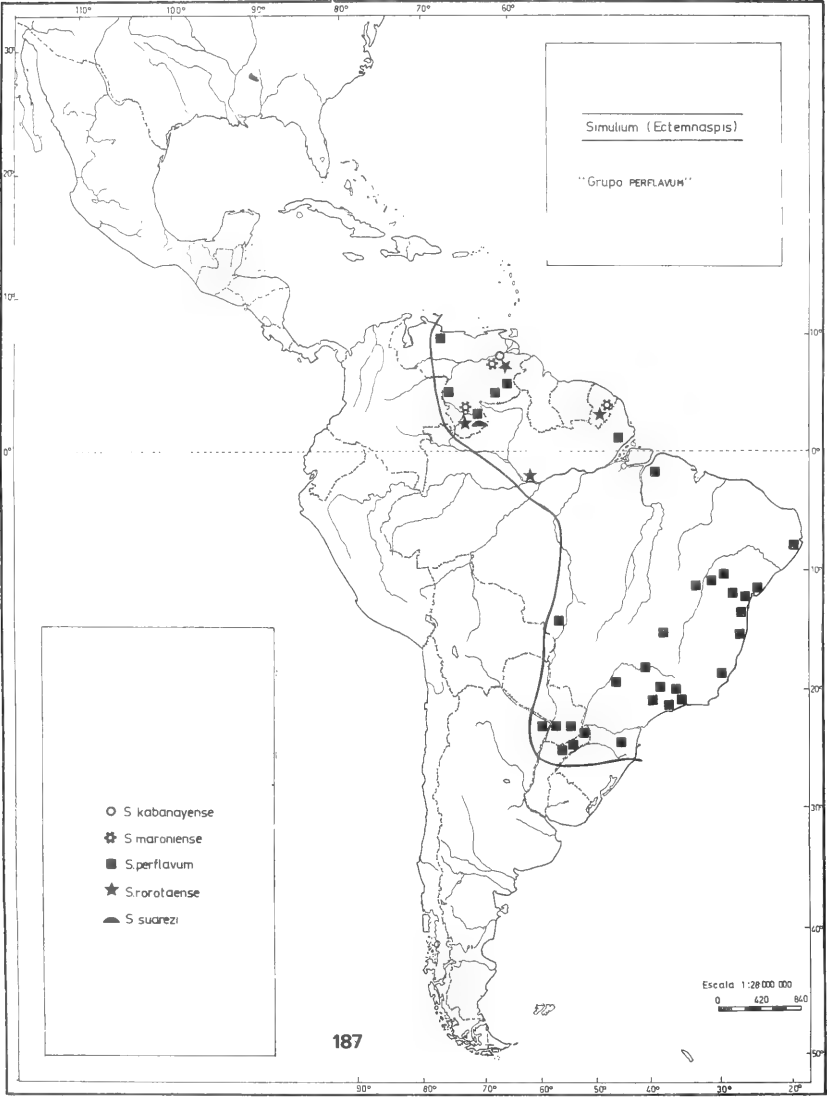 110° 100° 90° 80° 70° 60°
30°
20°
10°
0°
Simulium (Ectemnaspis)
"Grupo PERFLAVUM"
10°
0°
10°
20°
30°
40°
50°
S kabanayense
S maroniense
S.perflavum
S.rorotaense
S suarezi
Escala 1:28 000 000
0 420 840
187
90° 80° 70° 60° 50° 40° 30° 20°